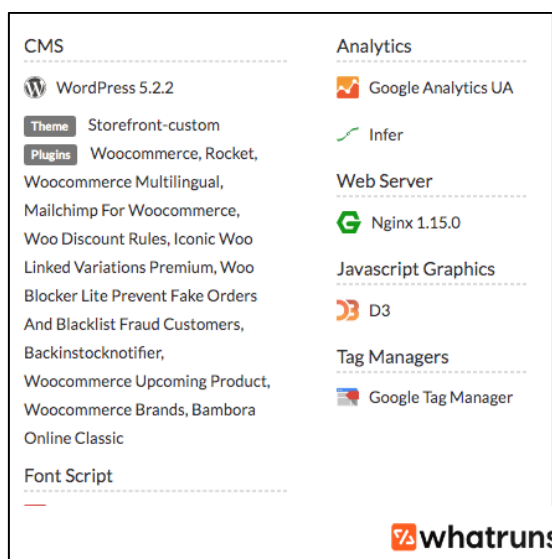 CMS
WordPress 5.2.2
Theme Storefront-custom
Plugins Woocommerce, Rocket,
Woocommerce Multilingual,
Mailchimp For Woocommerce,
Woo Discount Rules, Iconic Woo
Linked Variations Premium, Woo
Blocker Lite Prevent Fake Orders
And Blacklist Fraud Customers,
Backinstocknotifier,
Woocommerce Upcoming Product,
Woocommerce Brands, Bambora
Online Classic
Font Script
Analytics
Google Analytics UA
Infer
Web Server
Nginx 1.15.0
Javascript Graphics
D3
Tag Managers
Google Tag Manager
whatruns